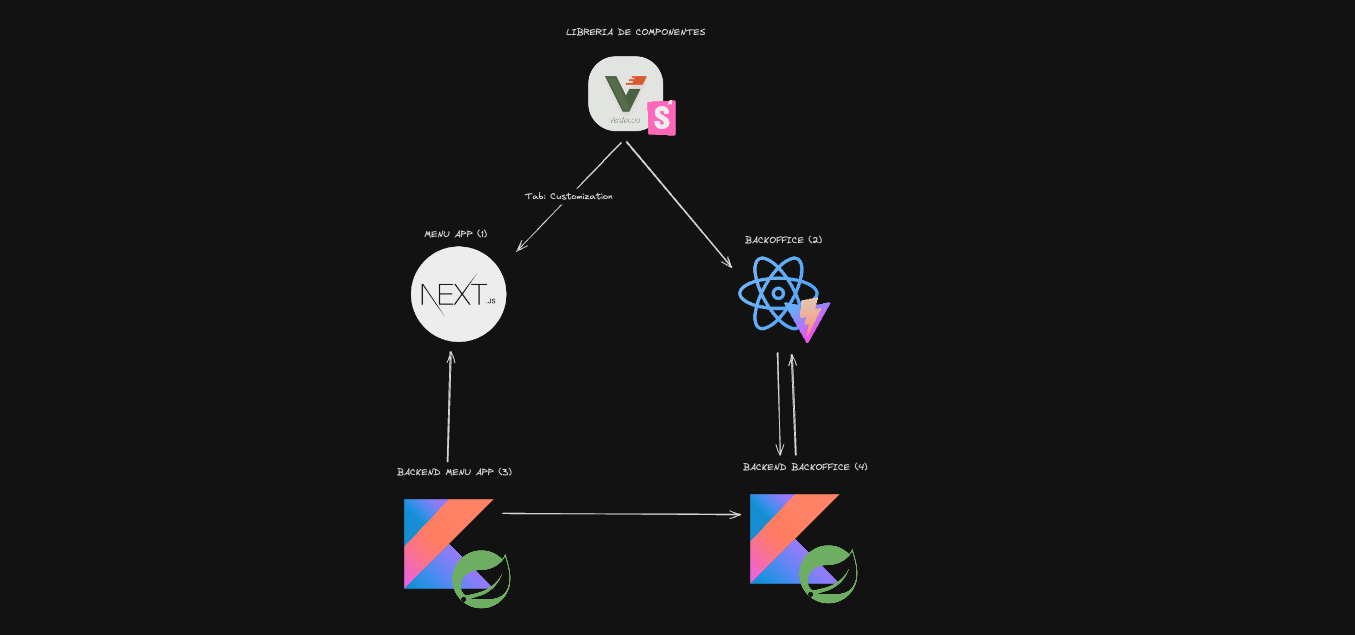 LIBRERIA DE COMPONENTES
Verdaccio
S
Tab: Customization
MENU APP (1)
BACKOFFICE (2)
NEXT.JS
BACKEND MENU APP (3)
BACKEND BACKOFFICE (4)